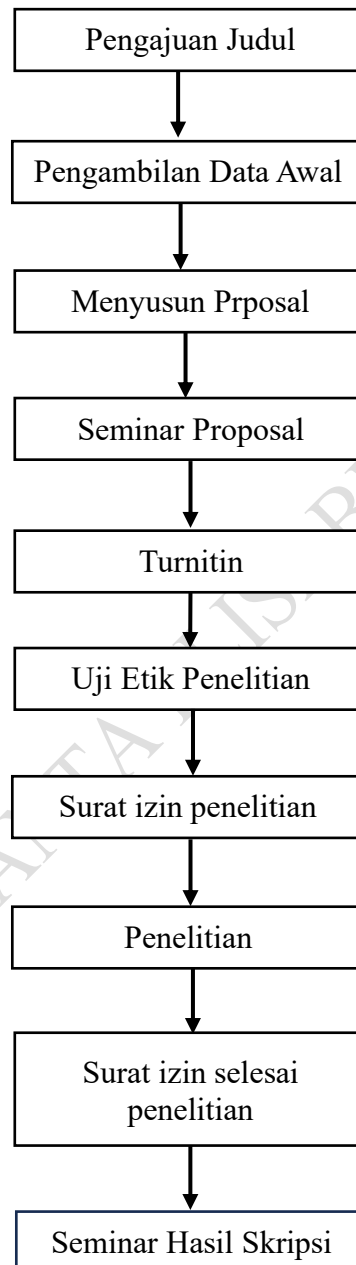 Pengajuan Judul
Pengambilan Data Awal
Menyusun Prposal
Seminar Proposal
Turnitin
Uji Etik Penelitian
Surat izin penelitian
Penelitian
Surat izin selesai
penelitian
Seminar Hasil Skripsi